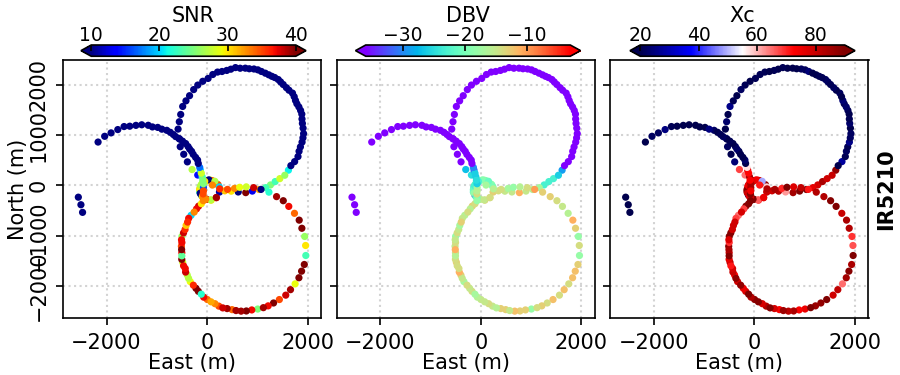 SNR DBV Xc
10 20 30 40 −30 −20 −10 20 40 60 80
North (m)
2000
1000
0
−1000
−2000
IR5210
−2000 0 2000 −2000 0 2000 −2000 0 2000
East (m) East (m) East (m)